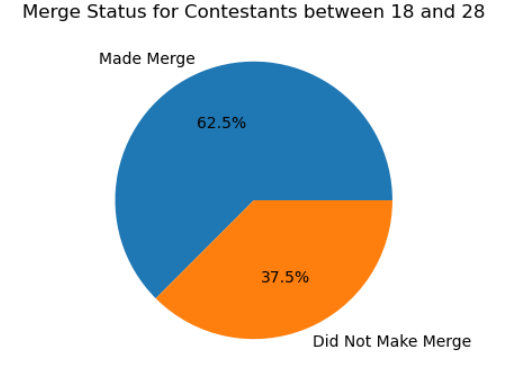 Merge Status for Contestants between 18 and 28
Made Merge
62.5%
37.5%
Did Not Make Merge